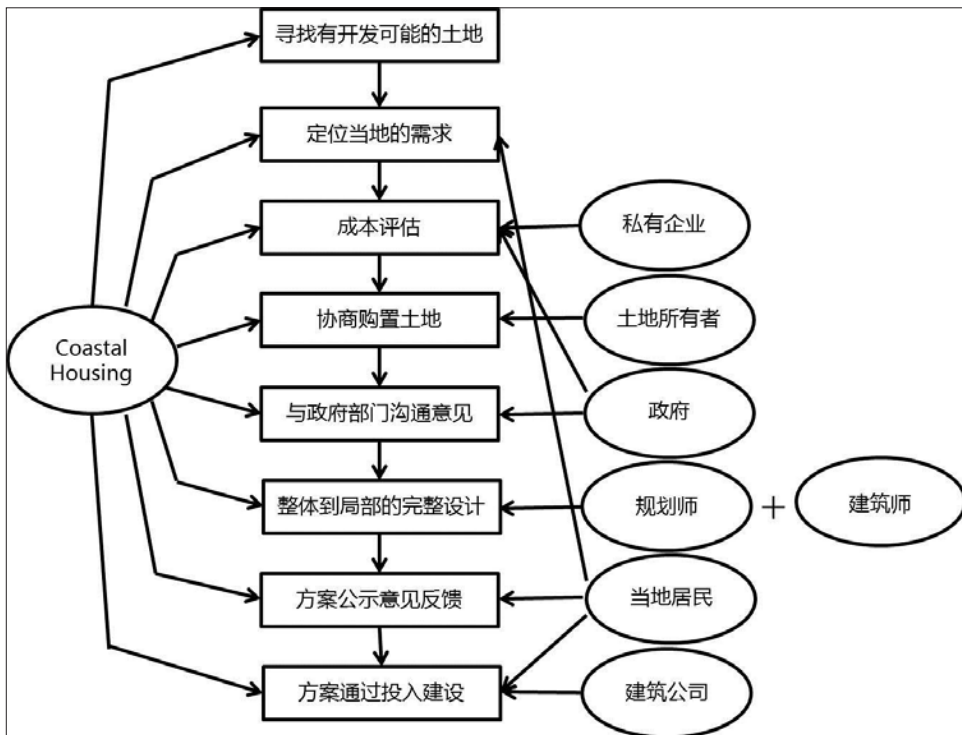 寻找有开发可能的土地
定位当地的需求
成本评估
私有企业
协商购置土地
土地所有者
Coastal
Housing
与政府部门沟通意见
政府
整体到局部的完整设计
规划师
+
建筑师
方案公示意见反馈
当地居民
方案通过投入建设
建筑公司